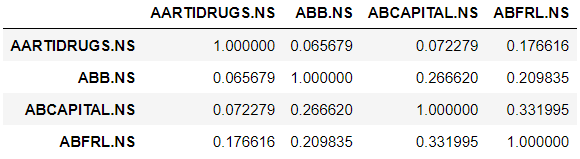 AARTIDRUGS.NS ABB.NS ABCAPITAL.NS ABFRL.NS
AARTIDRUGS.NS 1.000000 0.065679 0.072279 0.176616
ABB.NS 0.065679 1.000000 0.266620 0.209835
ABCAPITAL.NS 0.072279 0.266620 1.000000 0.331995
ABFRL.NS 0.176616 0.209835 0.331995 1.000000